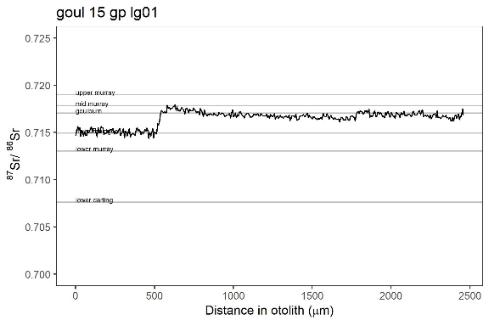 goul 15 gp lg01
0.725
0.720
0.715
0.710
0.705
0.700
⁸⁷Sr/ ⁸⁶Sr
upper murray
mid murray
goulburn
lower murray
lower darling
0
500
1000
1500
2000
2500
Distance in otolith (μm)